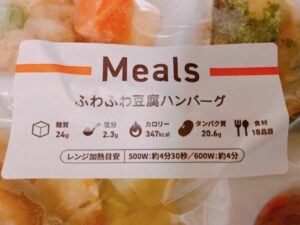 Meals
ふわふわ豆腐ハンバーグ
糖質 塩分 カロリー タンパク質 食材
24g 2.3g 347kcal 20.6g 18品目
レンジ加熱目安 500W:約4分30秒/600W:約4分